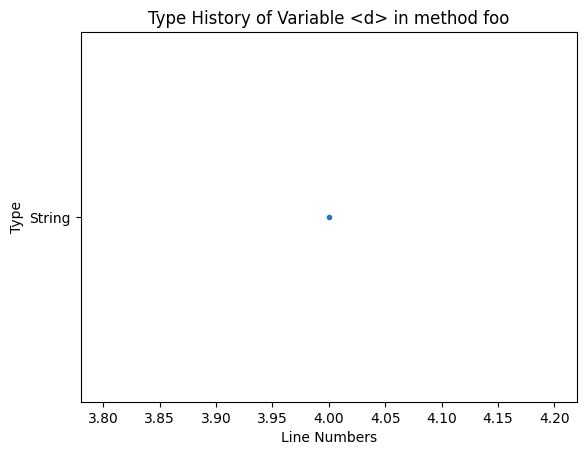 Type History of Variable <d> in method foo
Type
String
3.80 3.85 3.90 3.95 4.00 4.05 4.10 4.15 4.20
Line Numbers